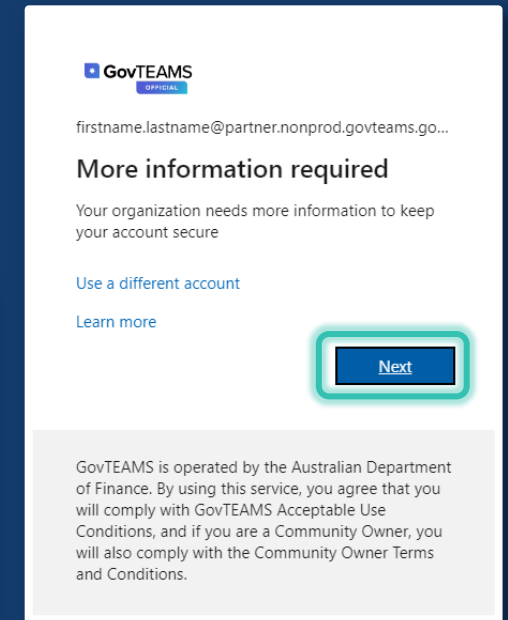 GovTEAMS
OFFICIAL
firstname.lastname@partner.nonprod.govteams.go...
More information required
Your organization needs more information to keep
your account secure
Use a different account
Learn more
Next
GovTEAMS is operated by the Australian Department
of Finance. By using this service, you agree that you
will comply with GovTEAMS Acceptable Use
Conditions, and if you are a Community Owner, you
will also comply with the Community Owner Terms
and Conditions.